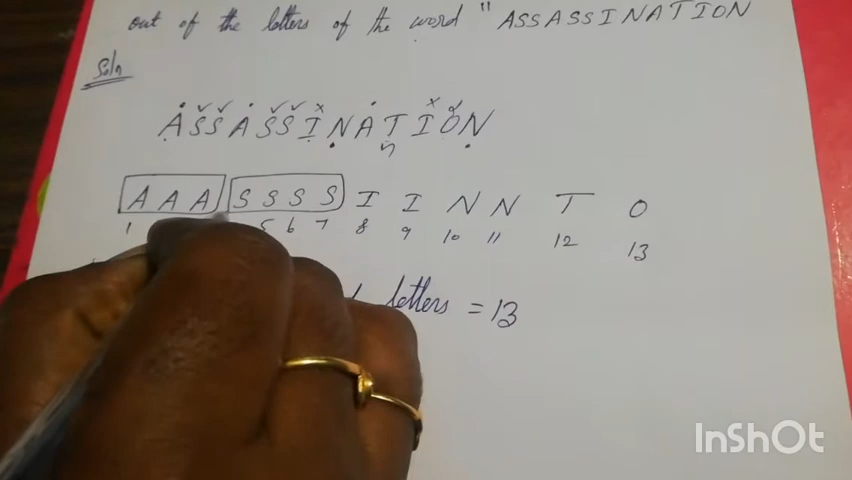 out of the letters of the word " ASSASSINATION
Soln
ASSASSINATION
A A A S S S S I I N N T O
1 5 6 7 8 9 10 11 12 13
letters = 13
InShOt